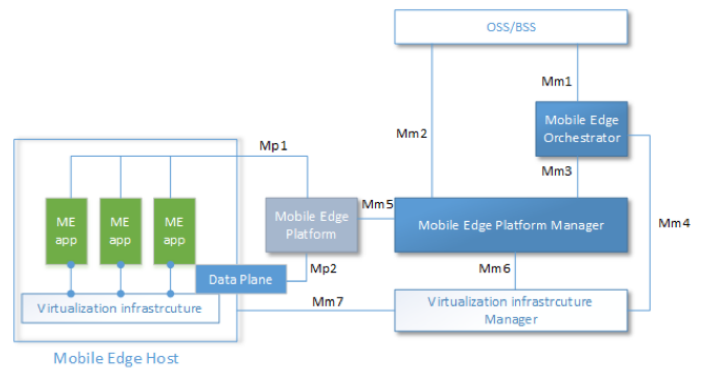 OSS/BSS
Mm1
Mm2
Mobile Edge
Orchestrator
Mp1
Mm3
ME
app
ME
app
ME
app
Mm5
Mobile Edge
Platform
Mobile Edge Platform Manager
Mm4
Mp2
Mm6
Data Plane
Virtualization infrastrcuture
Mm7
Virtualization infrastrcuture
Manager
Mobile Edge Host